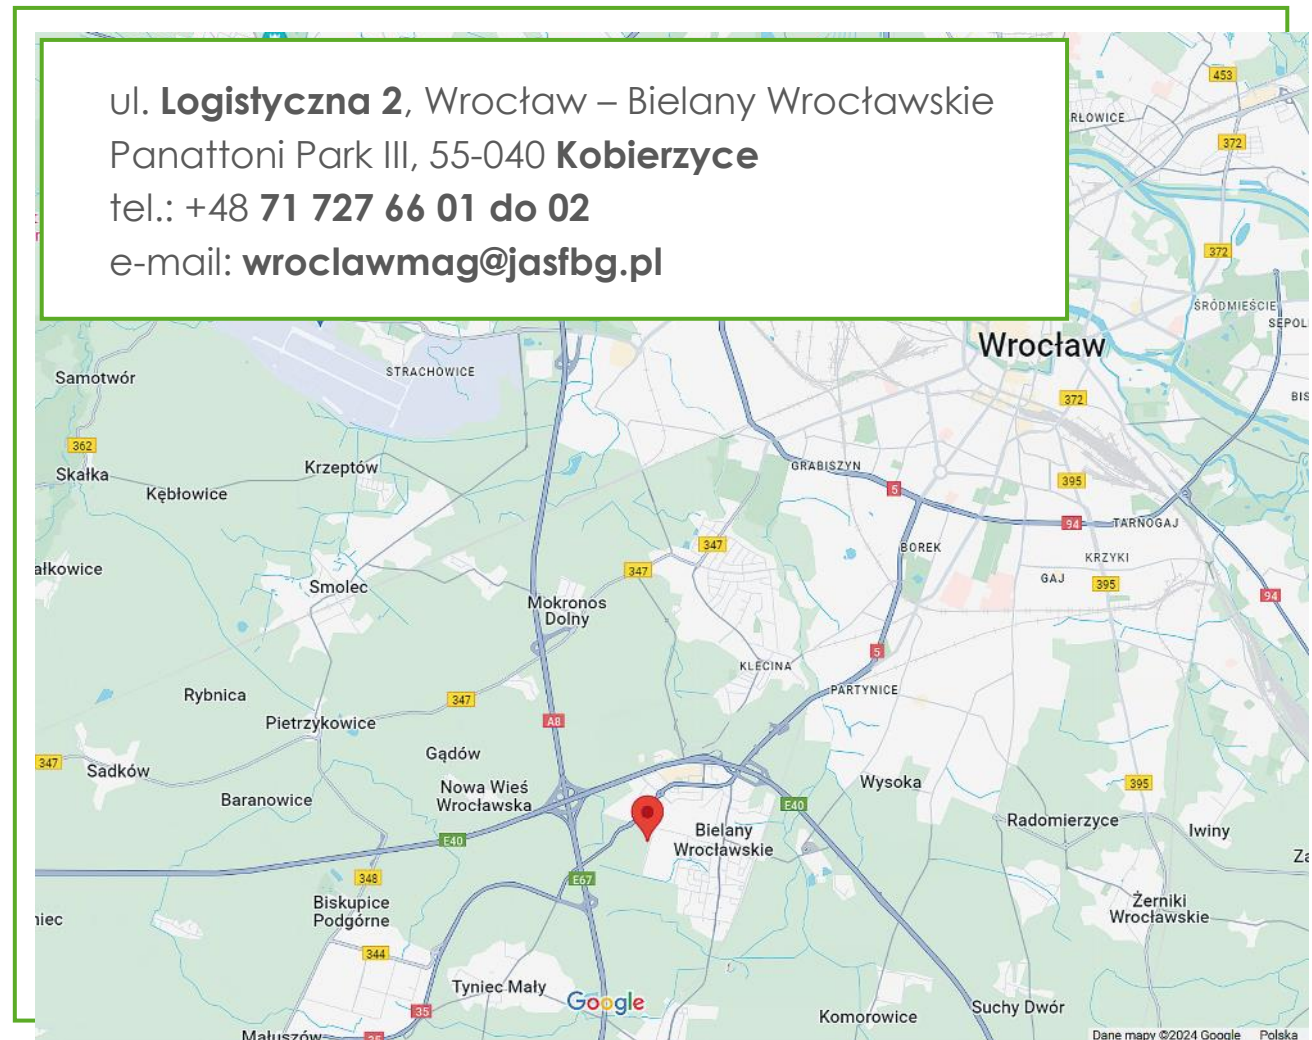 ul. Logistyczna 2, Wrocław – Bielany Wrocławskie
Panattoni Park III, 55-040 Kobierzyce
tel.: +48 71 727 66 01 do 02
e-mail: wroclawmag@jasfbg.pl
453
372
372
ŚRÓDMIEŚCIE
Wrocław
STRACHOWICE
Samotwór
372
362
Skałka
Krzeptów
Kębłowice
GRABISZYN
5
395
94
TARNOGAJ
347
BOREK
KRZYKI
347
GAJ
395
Smolec
94
Mokronos
Dolny
5
KLECINA
PARTYNICE
Rybnica
347
Pietrzykowice
A8
Gądów
347
Sadków
Nowa Wieś
Wrocławska
Wysoka
395
Baranowice
E40
Radomierzyce
Iwiny
Bielany
Wrocławskie
E40
348
E67
Biskupice
Podgórne
Żerniki
Wrocławskie
344
Tyniec Mały
35
Google
Komorowice
Suchy Dwór
Małuszów
35
Dane mapy ©2024 Google Polska